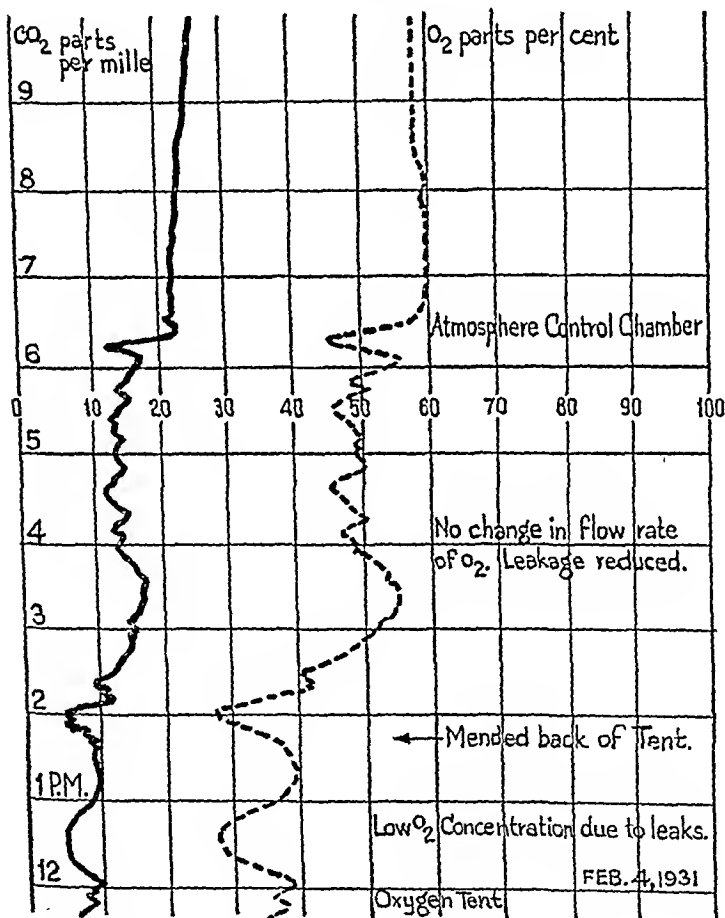 CO₂ parts
per mille
O₂ parts per cent
9
8
7
Atmosphere Control Chamber
6
0 10 20 30 40 50 60 70 80 90 100
5
No change in flow rate
4
of O₂. Leakage reduced.
3
2
Mended back of Tent.
1 P.M.
Low O₂ Concentration due to leaks.
12
FEB. 4, 1931
Oxygen Tent